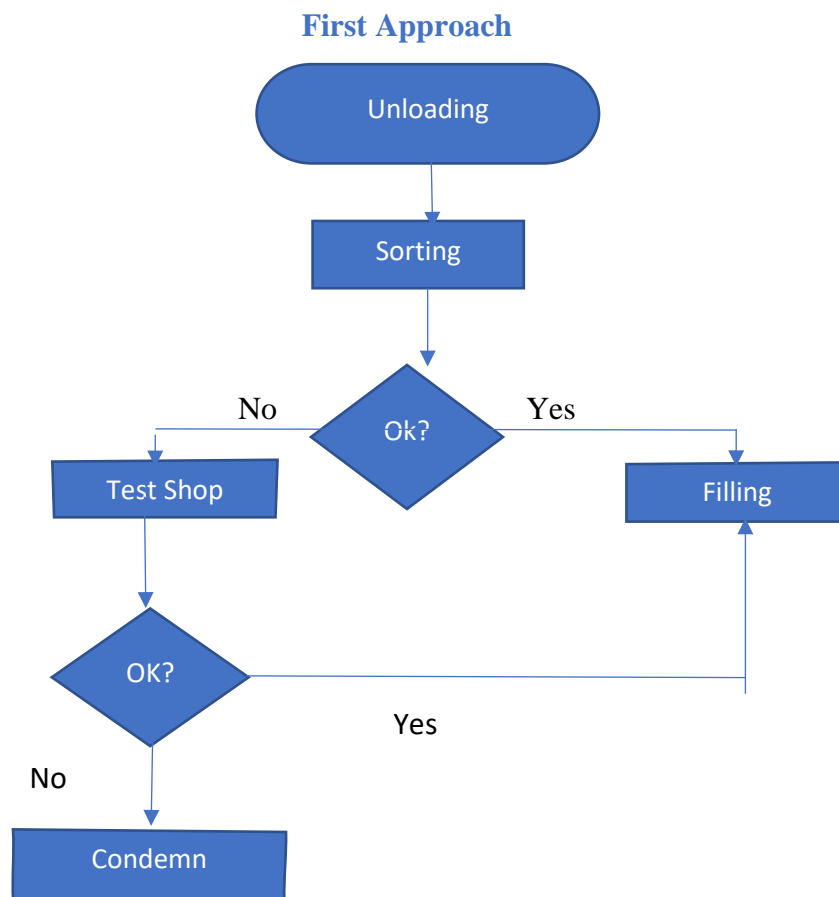 First Approach
Unloading
Sorting
No
Yes
Ok?
Test Shop
Filling
OK?
Yes
No
Condemn